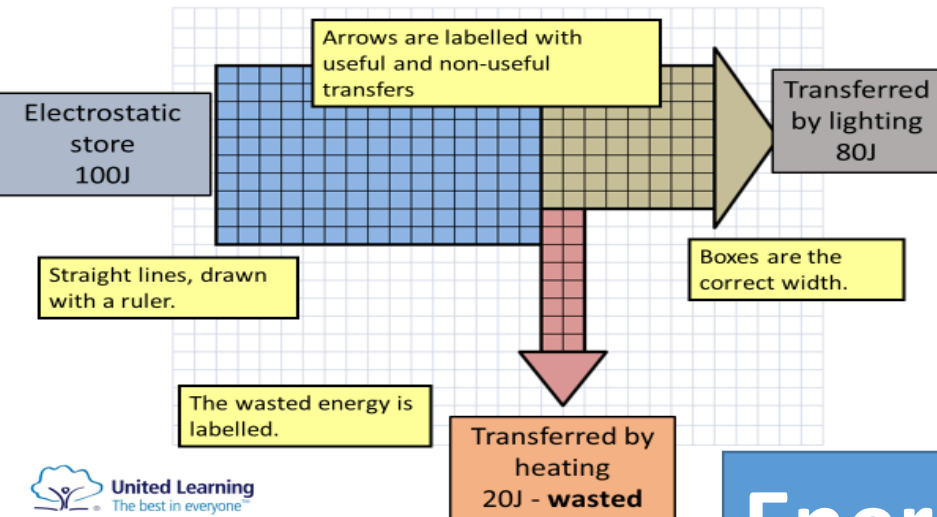 Arrows are labelled with
useful and non-useful
transfers
Electrostatic
store
100J
Transferred
by lighting
80J
Straight lines, drawn
with a ruler.
Boxes are the
correct width.
The wasted energy is
labelled.
Transferred by
heating
20J - wasted
United Learning
The best in everyone™